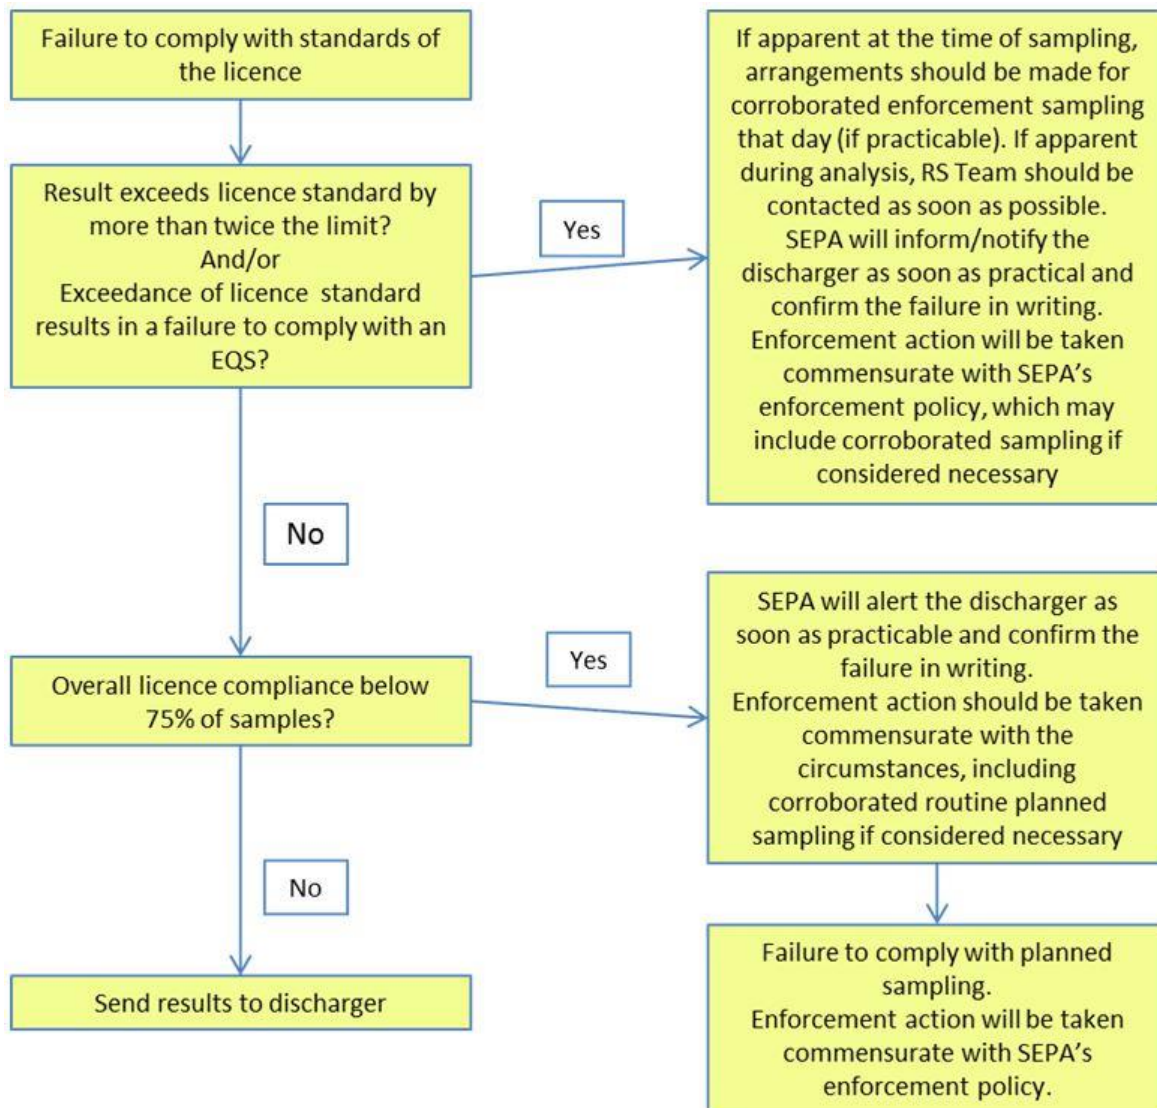 Failure to comply with standards of
the licence
If apparent at the time of sampling,
arrangements should be made for
corroborated enforcement sampling
that day (if practicable). If apparent
during analysis, RS Team should be
contacted as soon as possible.
SEPA will inform/notify the
discharger as soon as practical and
confirm the failure in writing.
Enforcement action will be taken
commensurate with SEPA’s
enforcement policy, which may
include corroborated sampling if
considered necessary
Result exceeds licence standard by
more than twice the limit?
And/or
Exceedance of licence standard
results in a failure to comply with an
EQS?
Yes
No
Overall licence compliance below
75% of samples?
Yes
SEPA will alert the discharger as
soon as practicable and confirm the
failure in writing.
Enforcement action should be taken
commensurate with the
circumstances, including
corroborated routine planned
sampling if considered necessary
No
Send results to discharger
Failure to comply with planned
sampling.
Enforcement action will be taken
commensurate with SEPA’s
enforcement policy.